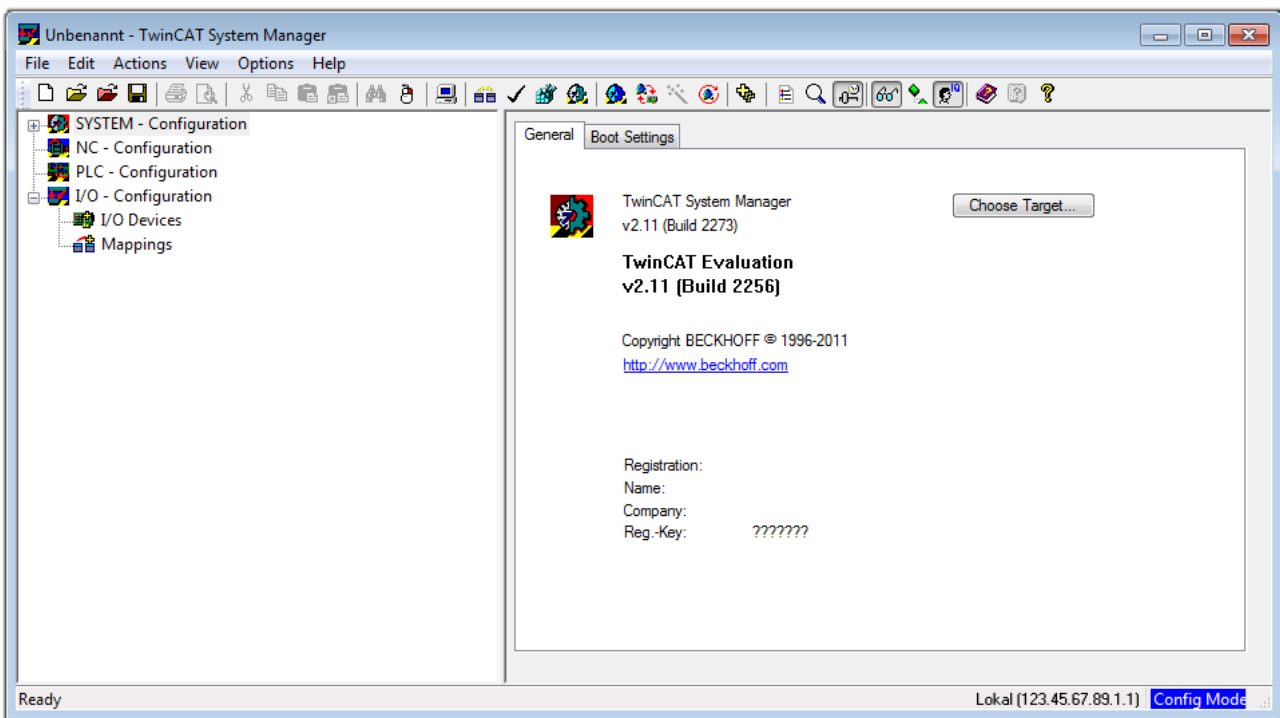 Unbenannt - TwinCAT System Manager
File Edit Actions View Options Help
SYSTEM - Configuration
NC - Configuration
PLC - Configuration
I/O - Configuration
I/O Devices
Mappings
General Boot Settings
TwinCAT System Manager
v2.11 (Build 2273)
Choose Target...
TwinCAT Evaluation
v2.11 (Build 2256)
Copyright BECKHOFF © 1996-2011
http://www.beckhoff.com
Registration:
Name:
Company:
Reg.-Key: ???????
Ready Lokal (123.45.67.89.1.1) Config Mode